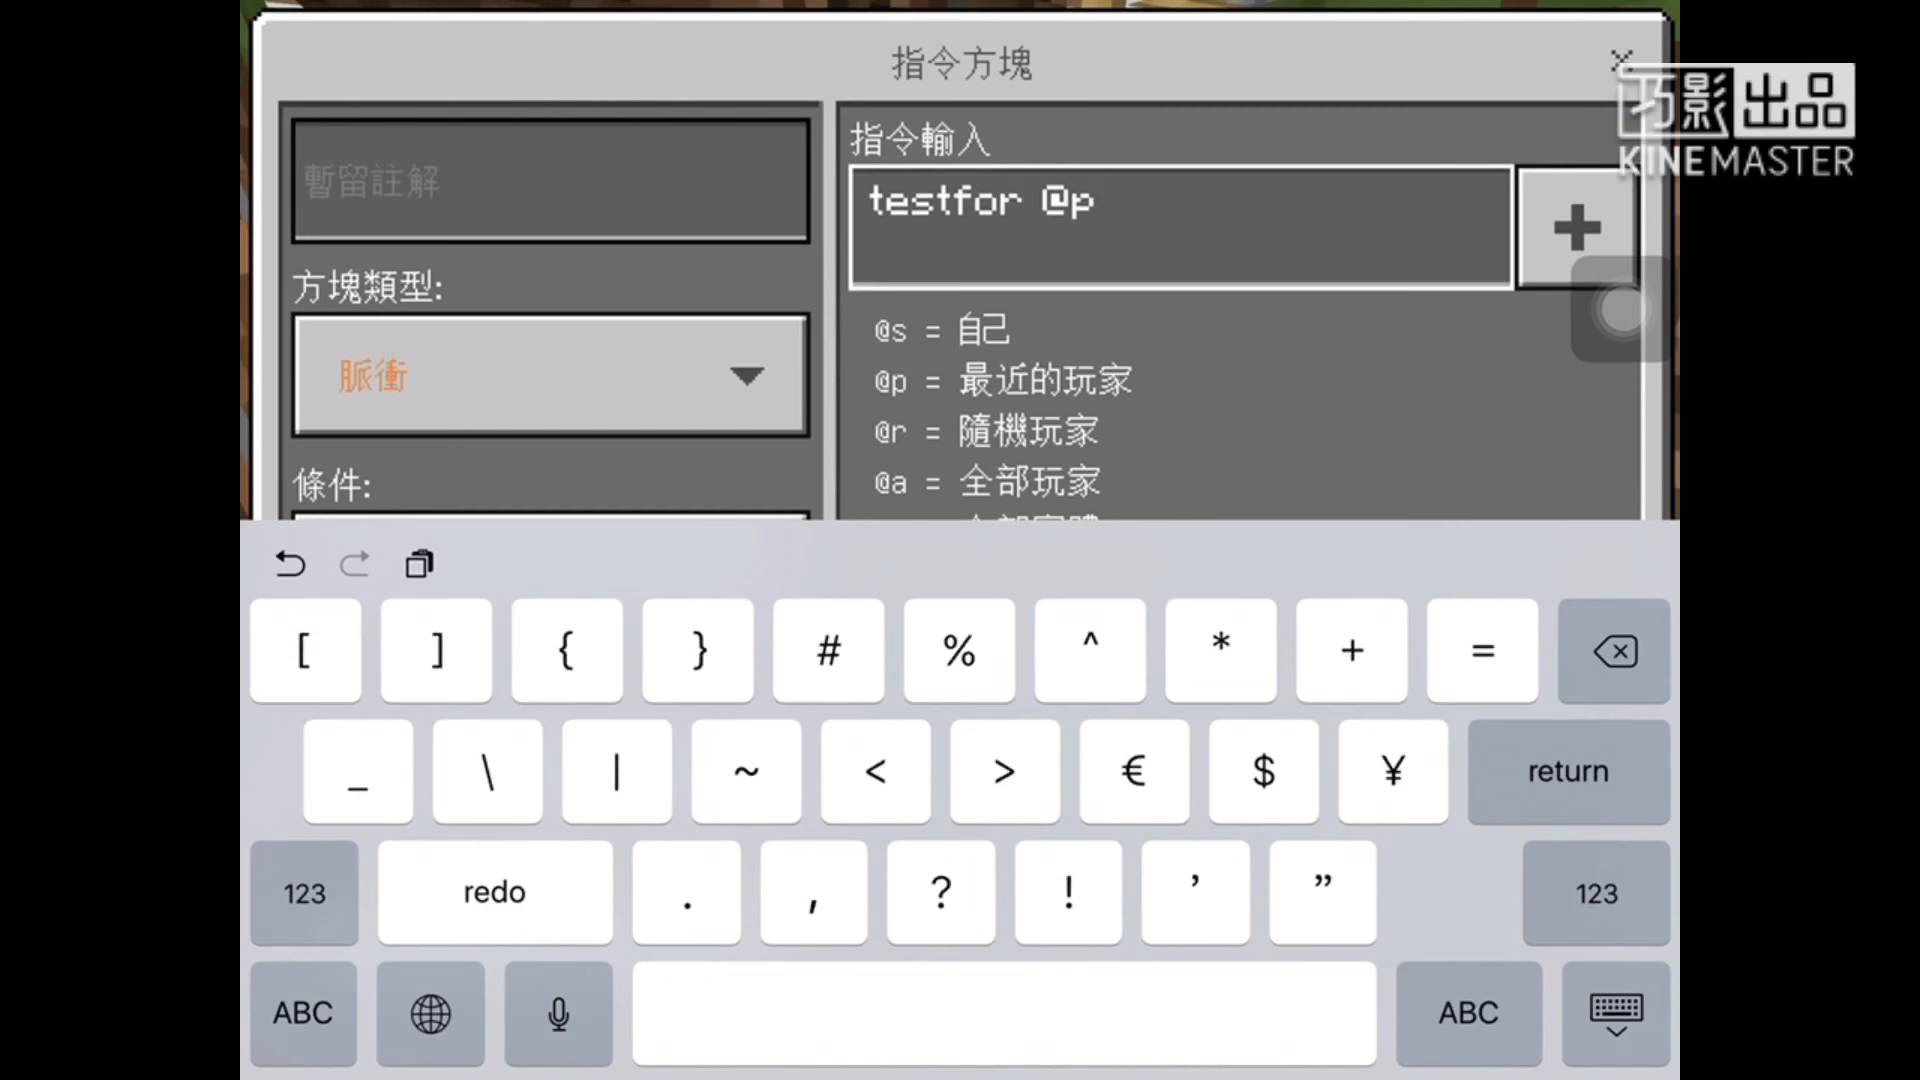 指令方塊
巧影出品
KINEMASTER
暫留註解
方塊類型:
脈衝
條件:
指令輸入
testfor @p
@s = 自己
@p = 最近的玩家
@r = 隨機玩家
@a = 全部玩家
[ ] { } # % ^ * + =
_ \ | ~ < > € $ ¥ return
123 redo . , ? ! ’ ” 123
ABC ABC